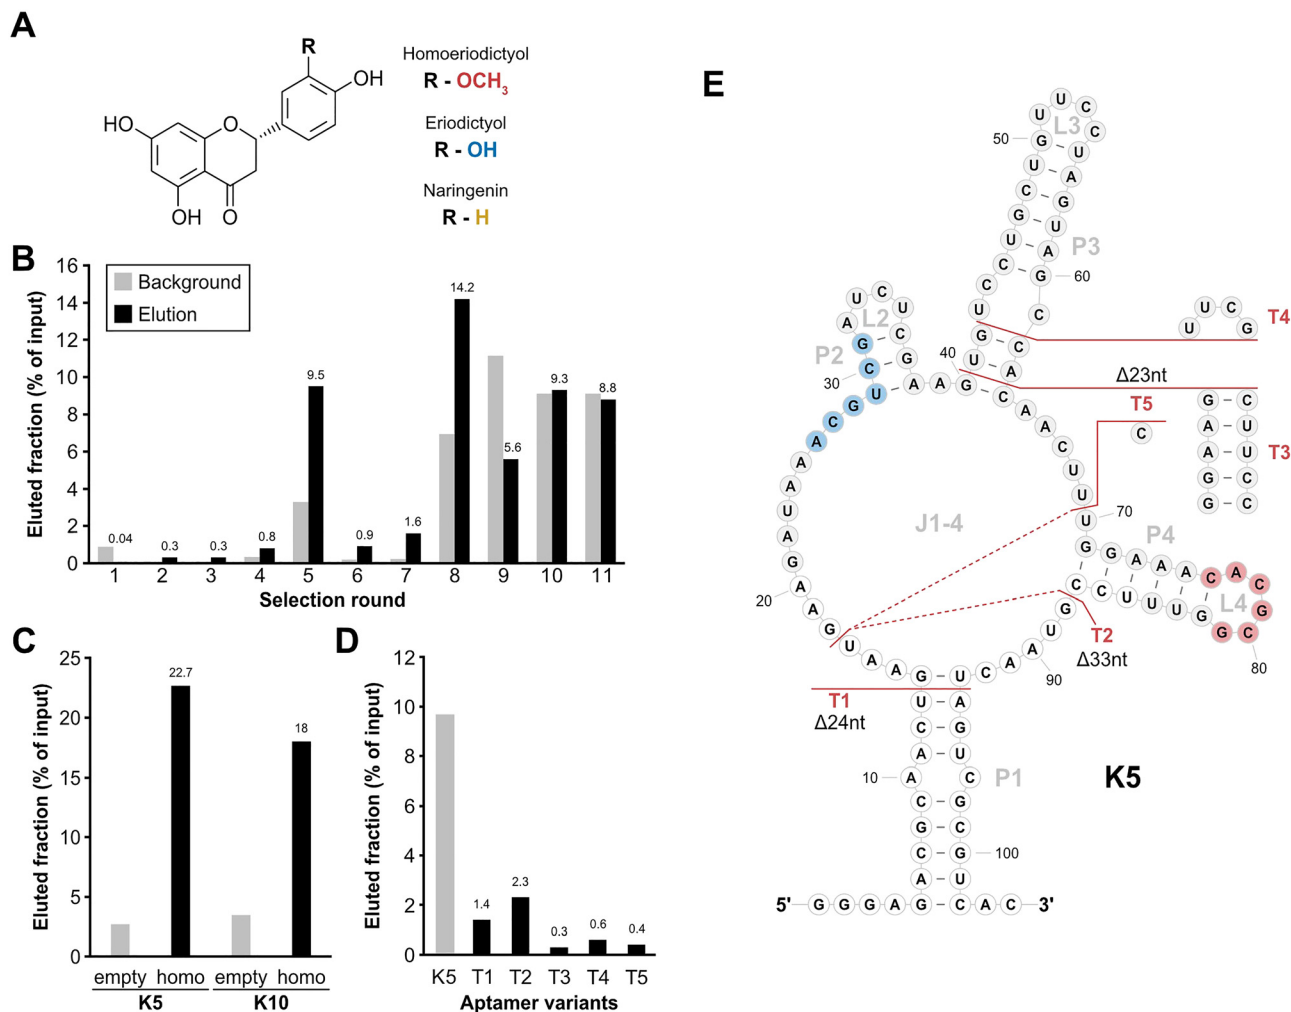 A
R
OH
HO
O
OH
O
Homoeriodictyol
R - OCH3
Eriodictyol
R - OH
Naringenin
R - H
B
Eluted fraction (% of input)
16
14
12
10
8
6
4
2
0
Background
Elution
0.04
0.3
0.3
0.8
9.5
0.9
1.6
14.2
5.6
9.3
8.8
1 2 3 4 5 6 7 8 9 10 11
Selection round
C
Eluted fraction (% of input)
25
20
15
10
5
0
22.7
18
empty homo empty homo
K5 K10
D
Eluted fraction (% of input)
12
10
8
6
4
2
0
1.4
2.3
0.3
0.6
0.4
K5 T1 T2 T3 T4 T5
Aptamer variants
E
L3
50
P3
60
L2
P2
30
40
T4
U U C G
Δ23nt
T5
C
G C
A U
A U
G C
G C
T3
J1-4
70
P4
L4
80
20
T2
Δ33nt
90
T1
Δ24nt
10
P1
100
K5
5' G G G A G C A C 3'